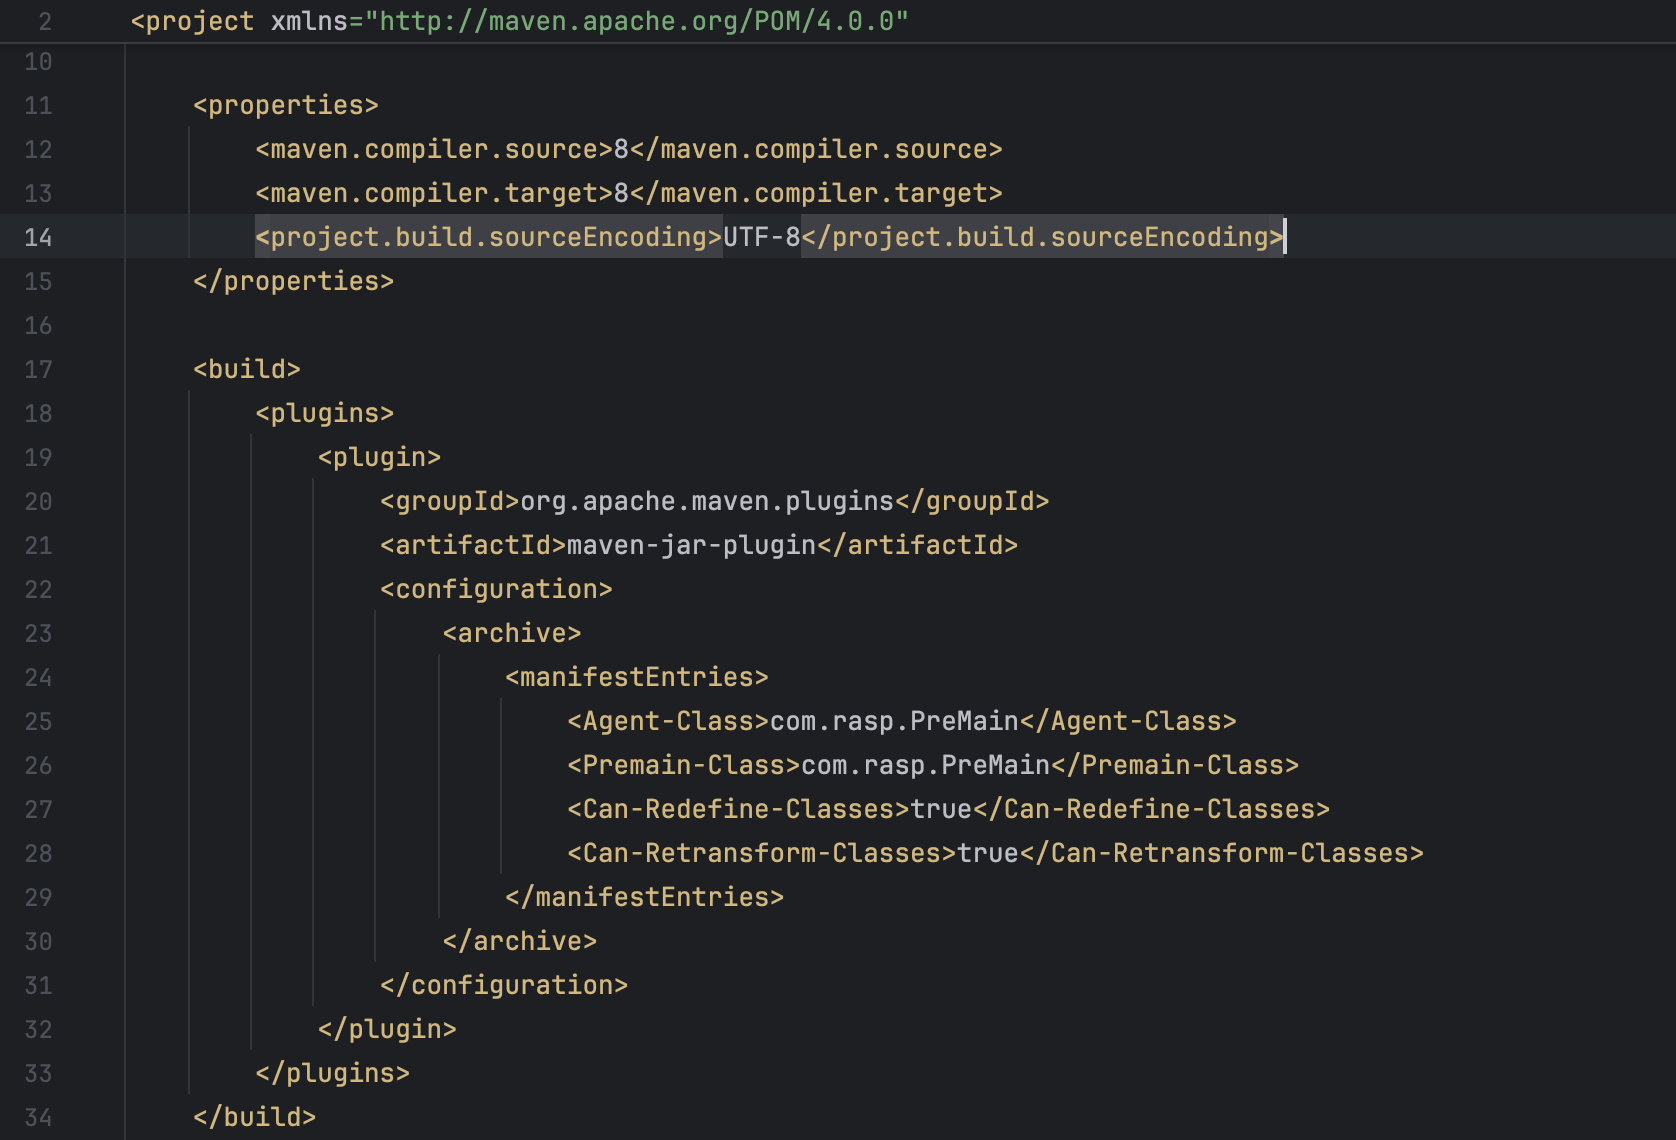 2 <project xmlns="http://maven.apache.org/POM/4.0.0"
10
11 <properties>
12 <maven.compiler.source>8</maven.compiler.source>
13 <maven.compiler.target>8</maven.compiler.target>
14 <project.build.sourceEncoding>UTF-8</project.build.sourceEncoding>
15 </properties>
16
17 <build>
18 <plugins>
19 <plugin>
20 <groupId>org.apache.maven.plugins</groupId>
21 <artifactId>maven-jar-plugin</artifactId>
22 <configuration>
23 <archive>
24 <manifestEntries>
25 <Agent-Class>com.rasp.PreMain</Agent-Class>
26 <Premain-Class>com.rasp.PreMain</Premain-Class>
27 <Can-Redefine-Classes>true</Can-Redefine-Classes>
28 <Can-Retransform-Classes>true</Can-Retransform-Classes>
29 </manifestEntries>
30 </archive>
31 </configuration>
32 </plugin>
33 </plugins>
34 </build>